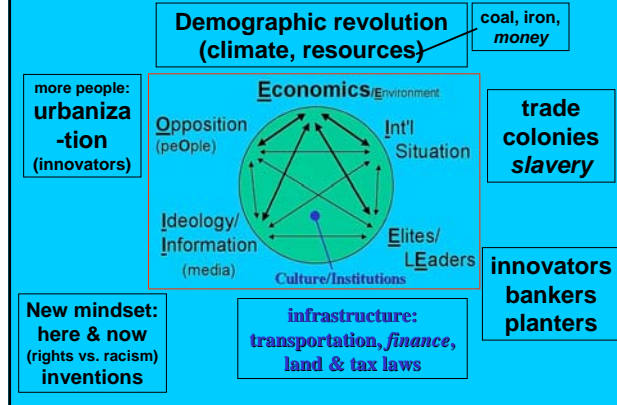 Demographic revolution
(climate, resources)
coal, iron,
money
more people:
urbaniza
-tion
(innovators)
Economics/Environment
Opposition
(peOple)
Int'l
Situation
trade
colonies
slavery
Ideology/
Information
(media)
Elites/
LEaders
Culture/Institutions
New mindset:
here & now
(rights vs. racism)
inventions
infrastructure:
transportation, finance,
land & tax laws
innovators
bankers
planters